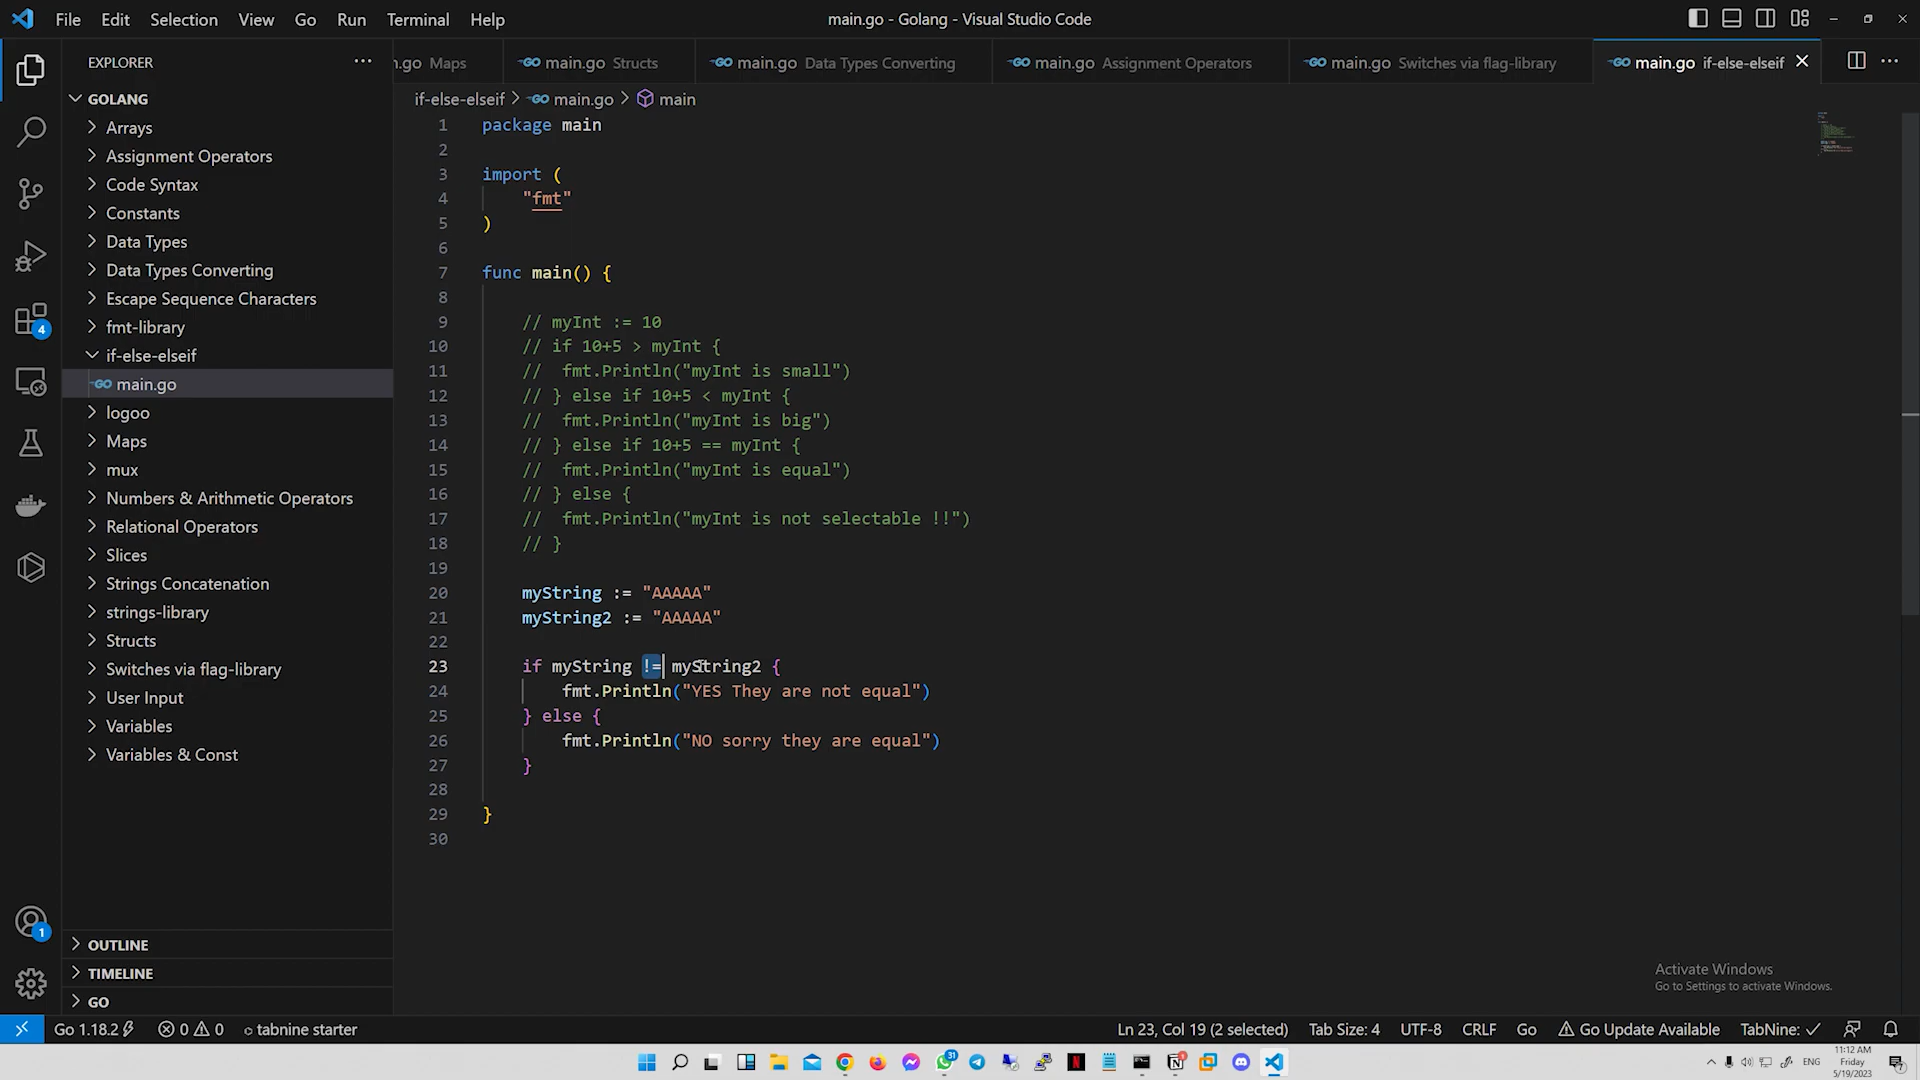 File Edit Selection View Go Run Terminal Help
main.go - Golang - Visual Studio Code
EXPLORER
GOLANG
Arrays
Assignment Operators
Code Syntax
Constants
Data Types
Data Types Converting
Escape Sequence Characters
fmt-library
if-else-elseif
GO main.go
logoo
Maps
mux
Numbers & Arithmetic Operators
Relational Operators
Slices
Strings Concatenation
strings-library
Structs
Switches via flag-library
User Input
Variables
Variables & Const
OUTLINE
TIMELINE
GO
4
1
n.go Maps
GO main.go Structs
GO main.go Data Types Converting
GO main.go Assignment Operators
GO main.go Switches via flag-library
GO main.go if-else-elseif
if-else-elseif > GO main.go > main
1 package main
2
3 import (
4 "fmt"
5 )
6
7 func main() {
8
9 // myInt := 10
10 // if 10+5 > myInt {
11 // fmt.Println("myInt is small")
12 // } else if 10+5 < myInt {
13 // fmt.Println("myInt is big")
14 // } else if 10+5 == myInt {
15 // fmt.Println("myInt is equal")
16 // } else {
17 // fmt.Println("myInt is not selectable !!")
18 // }
19
20 myString := "AAAAA"
21 myString2 := "AAAAA"
22
23 if myString != myString2 {
24 fmt.Println("YES They are not equal")
25 } else {
26 fmt.Println("NO sorry they are equal")
27 }
28
29 }
30
Activate Windows
Go to Settings to activate Windows.
Go 1.18.2 0 0 tabnine starter
Ln 23, Col 19 (2 selected) Tab Size: 4 UTF-8 CRLF Go Go Update Available TabNine:
31
N
ENG
11:12 AM
Friday
5/19/2023